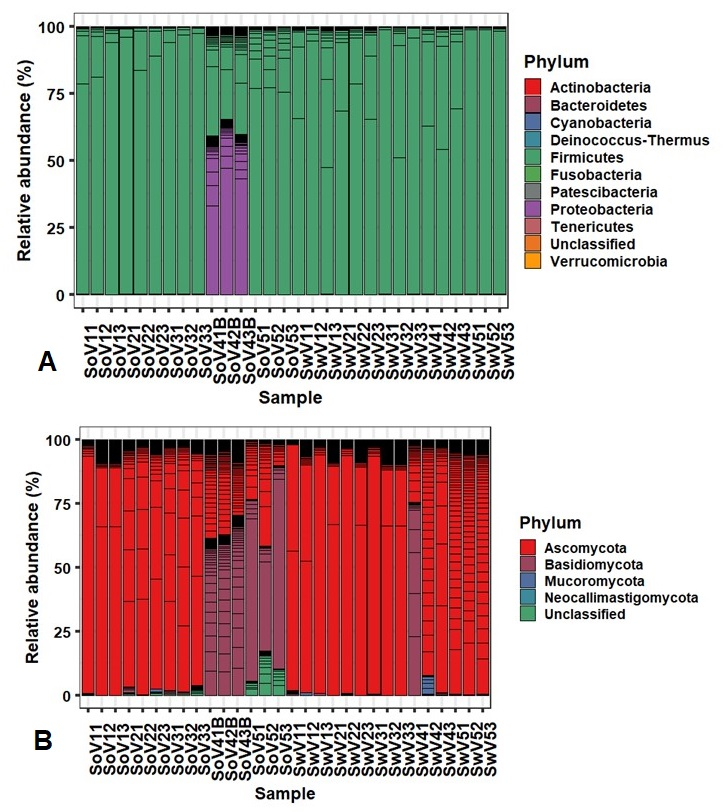 Relative abundance (%)
100
75
50
25
0
SoV11
SoV12
SoV13
SoV21
SoV22
SoV23
SoV31
SoV32
SoV33
SoV41B
SoV42B
SoV43B
SoV51
SoV52
SoV53
SwV11
SwV12
SwV13
SwV21
SwV22
SwV23
SwV31
SwV32
SwV33
SwV41
SwV42
SwV43
SwV51
SwV52
SwV53
Sample
A
Phylum
Actinobacteria
Bacteroidetes
Cyanobacteria
Deinococcus-Thermus
Firmicutes
Fusobacteria
Patescibacteria
Proteobacteria
Tenericutes
Unclassified
Verrucomicrobia
Relative abundance (%)
100
75
50
25
0
SoV11
SoV12
SoV13
SoV21
SoV22
SoV23
SoV31
SoV32
SoV33
SoV41B
SoV42B
SoV43B
SoV51
SoV52
SoV53
SwV11
SwV12
SwV13
SwV21
SwV22
SwV23
SwV31
SwV32
SwV33
SwV41
SwV42
SwV43
SwV51
SwV52
SwV53
Sample
B
Phylum
Ascomycota
Basidiomycota
Mucoromycota
Neocallimastigomycota
Unclassified